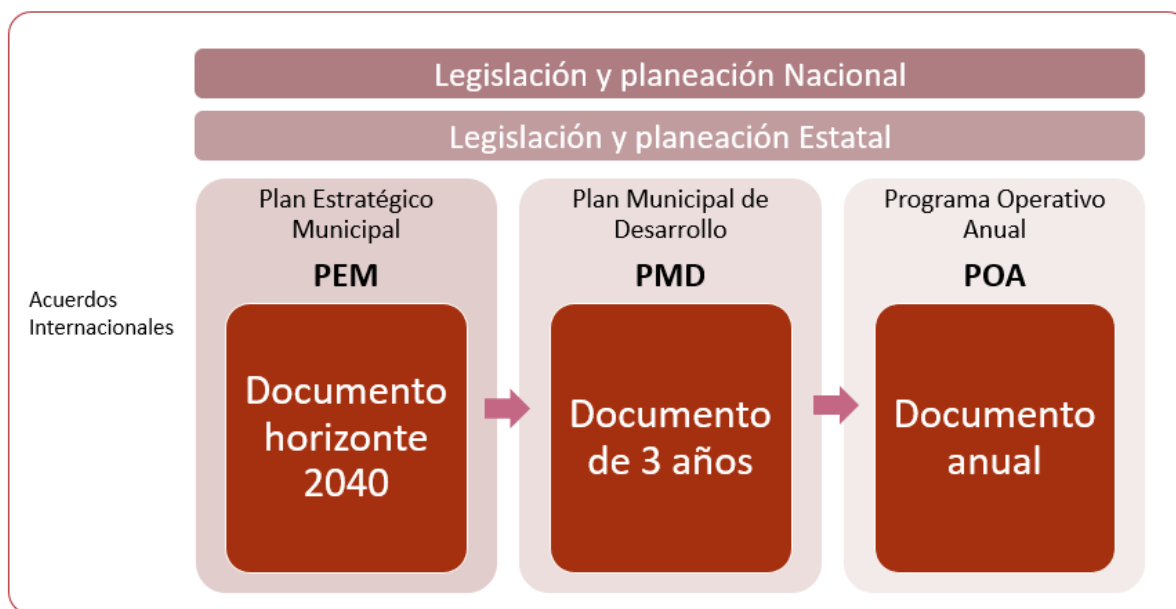 Legislación y planeación Nacional
Legislación y planeación Estatal
Acuerdos
Internacionales
Plan Estratégico
Municipal
PEM
Documento
horizonte
2040
Plan Municipal de
Desarrollo
PMD
Documento
de 3 años
Programa Operativo
Anual
POA
Documento
anual